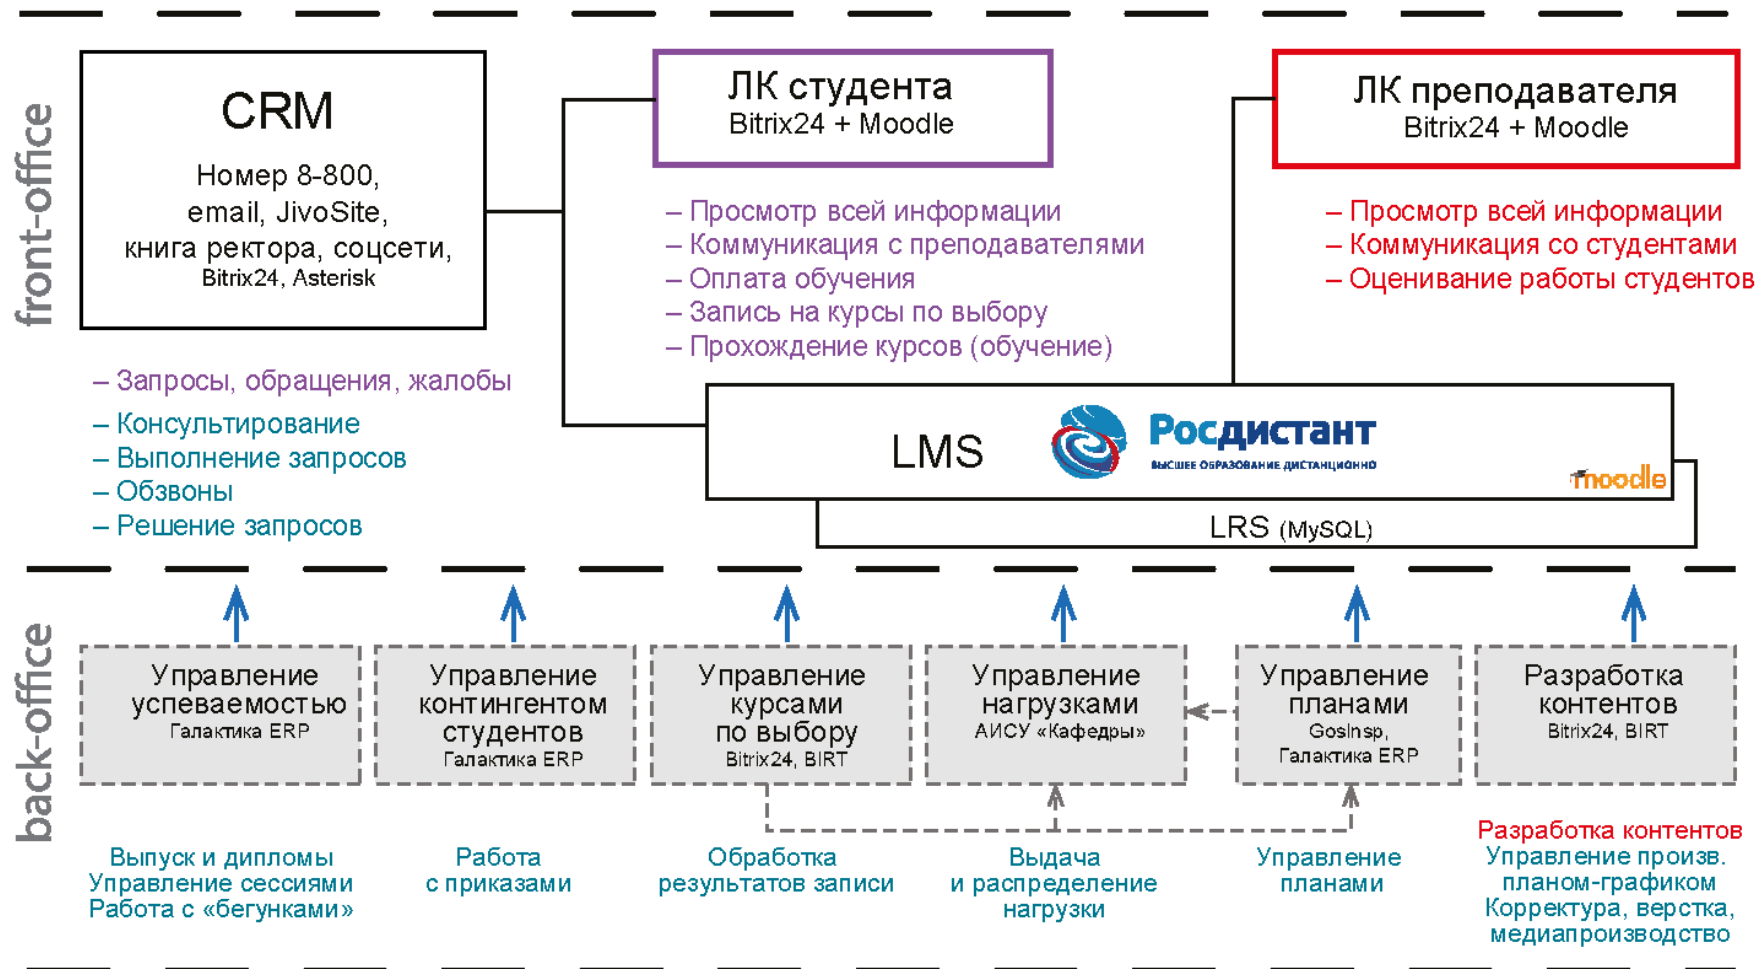 front-office
CRM
Номер 8-800,
email, JivoSite,
книга ректора, соцсети,
Bitrix24, Asterisk
– Запросы, обращения, жалобы
– Консультирование
– Выполнение запросов
– Обзвоны
– Решение запросов
ЛК студента
Bitrix24 + Moodle
– Просмотр всей информации
– Коммуникация с преподавателями
– Оплата обучения
– Запись на курсы по выбору
– Прохождение курсов (обучение)
ЛК преподавателя
Bitrix24 + Moodle
– Просмотр всей информации
– Коммуникация со студентами
– Оценивание работы студентов
LMS
Росдистант
ВЫСШЕЕ ОБРАЗОВАНИЕ ДИСТАНЦИОННО
moodle
LRS (MySQL)
back-office
Управление
успеваемостью
Галактика ERP
Выпуск и дипломы
Управление сессиями
Работа с «бегунками»
Управление
контингентом
студентов
Галактика ERP
Работа
с приказами
Управление
курсами
по выбору
Bitrix24, BIRT
Обработка
результатов записи
Управление
нагрузками
АИСУ «Кафедры»
Выдача
и распределение
нагрузки
Управление
планами
GosInsp,
Галактика ERP
Управление
планами
Разработка
контентов
Bitrix24, BIRT
Разработка контентов
Управление произв.
планом-графиком
Корректура, верстка,
медиапроизводство